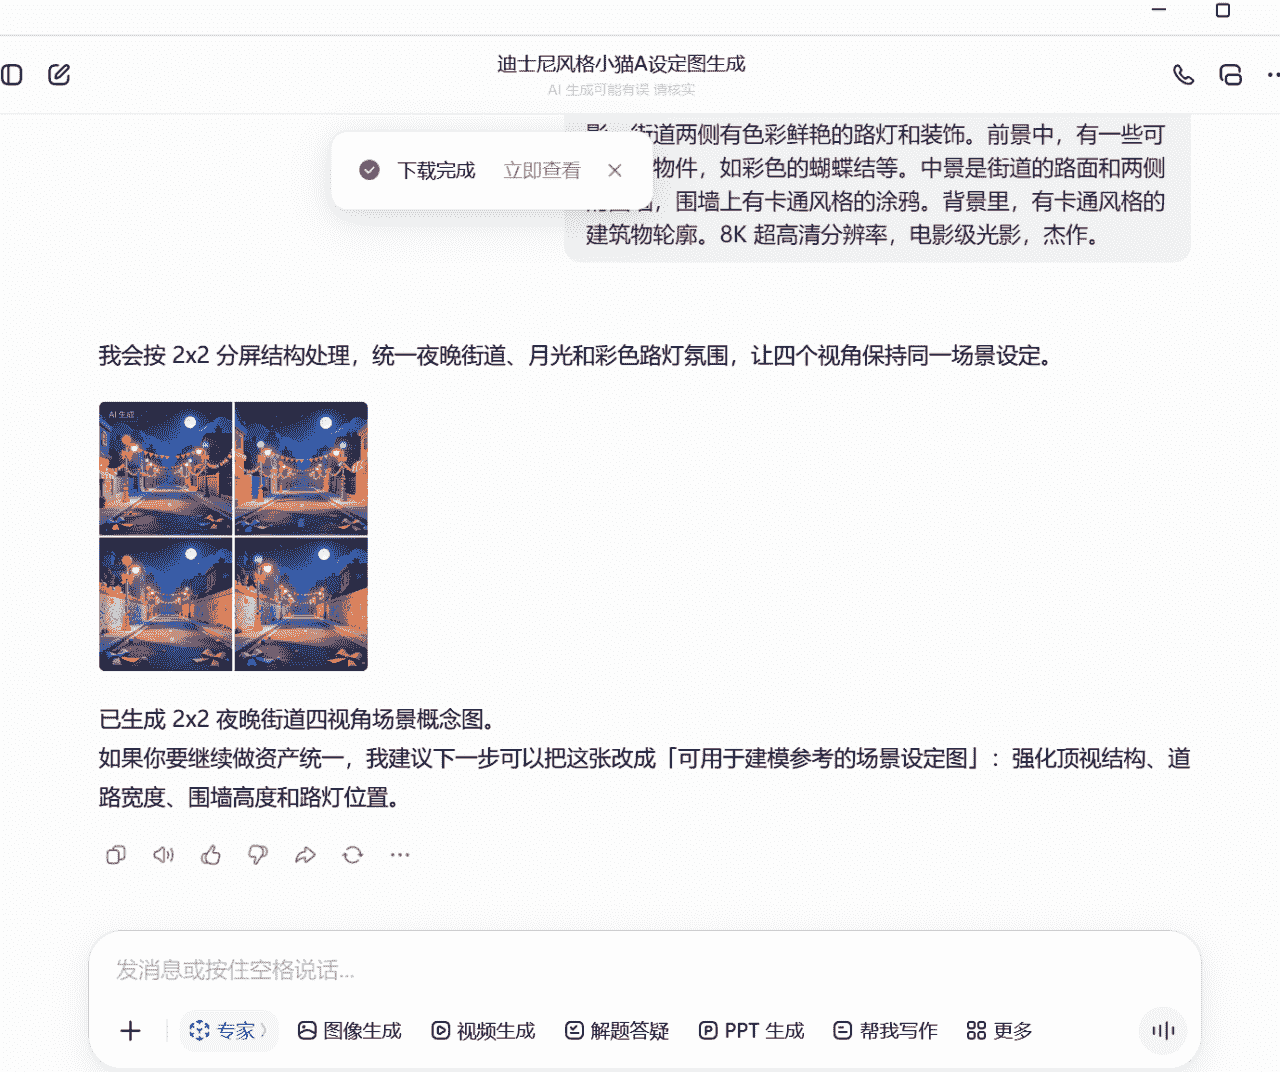 迪士尼风格小猫A设定图生成
AI 生成可能有误 请核实
下载完成 立即查看
街道两侧有色彩鲜艳的路灯和装饰。前景中，有一些可
物件，如彩色的蝴蝶结等。中景是街道的路面和两侧
，围墙上有卡通风格的涂鸦。背景里，有卡通风格的
建筑物轮廓。8K 超高清分辨率，电影级光影，杰作。
我会按 2x2 分屏结构处理，统一夜晚街道、月光和彩色路灯氛围，让四个视角保持同一场景设定。
AI 生成
已生成 2x2 夜晚街道四视角场景概念图。
如果你要继续做资产统一，我建议下一步可以把这张改成「可用于建模参考的场景设定图」：强化顶视结构、道
路宽度、围墙高度和路灯位置。
发消息或按住空格说话...
专家 图像生成 视频生成 解题答疑 PPT 生成 帮我写作 更多